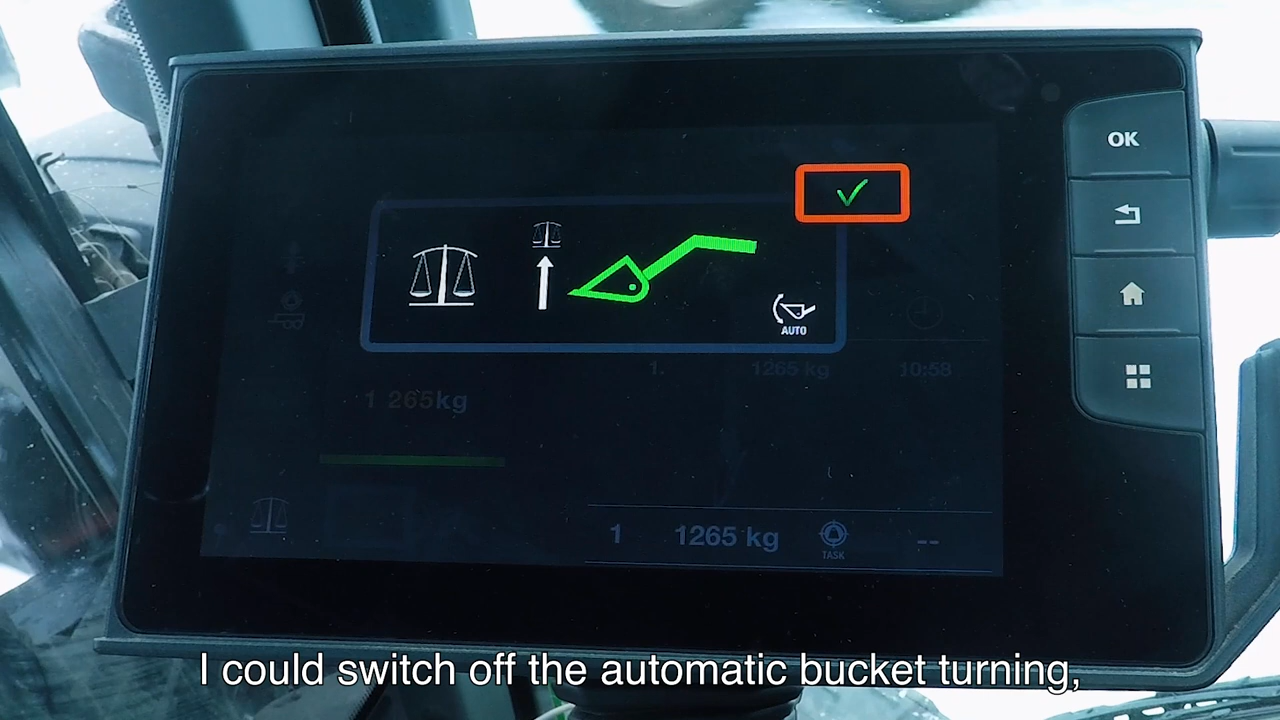 OK
AUTO
1. 1265 kg 10:58
1 265kg
1 1265 kg TASK --
I could switch off the automatic bucket turning,